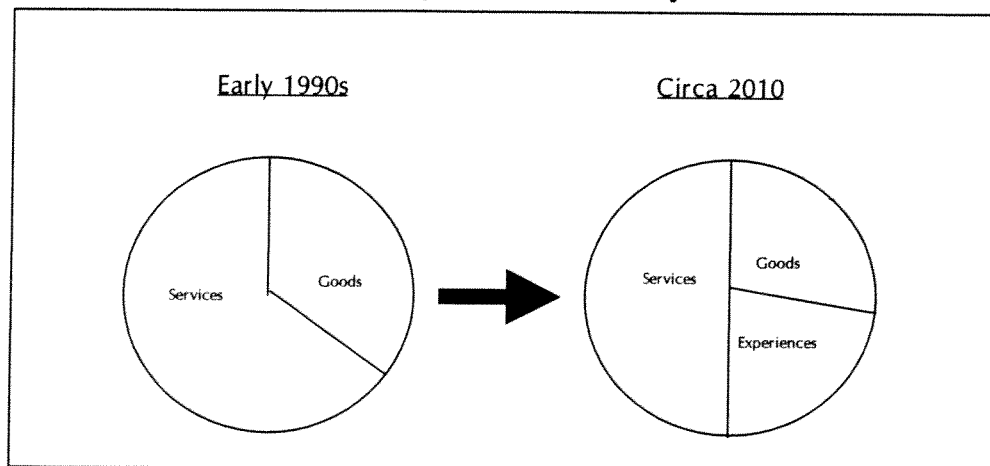 Early 1990s
Circa 2010
Services
Goods
Services
Goods
Experiences